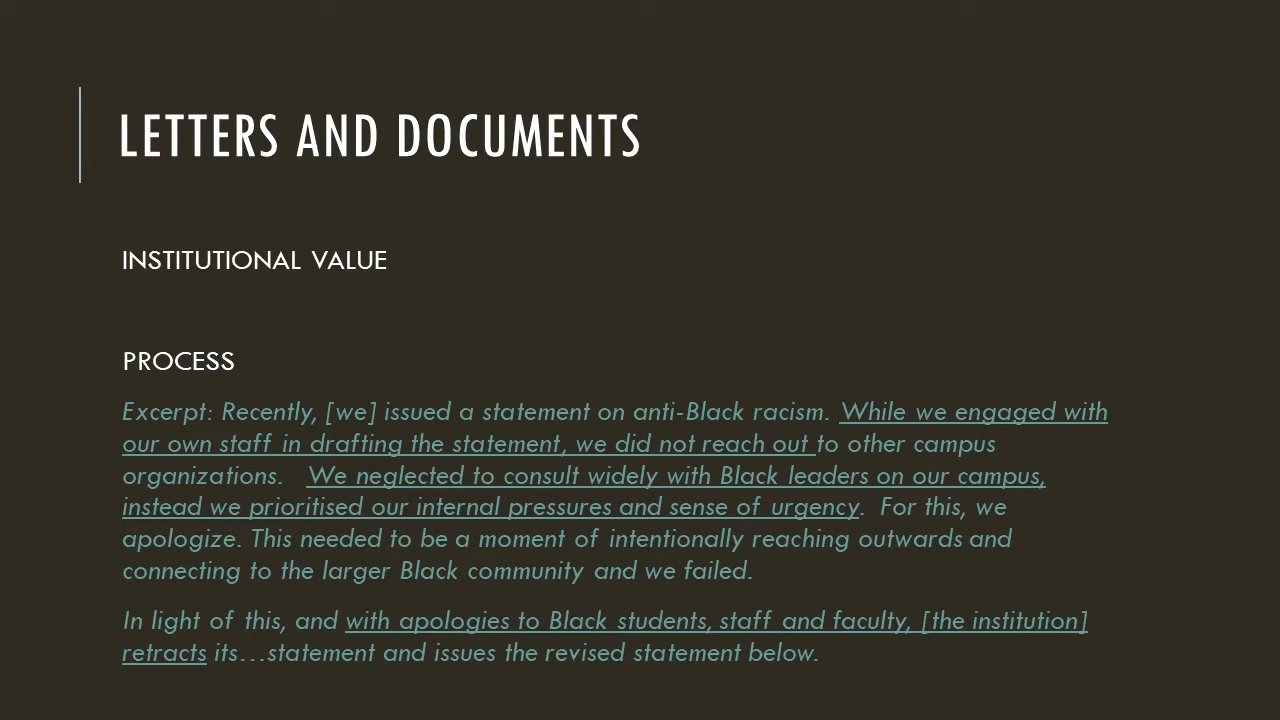 LETTERS AND DOCUMENTS
INSTITUTIONAL VALUE
PROCESS
Excerpt: Recently, [we] issued a statement on anti-Black racism. While we engaged with
our own staff in drafting the statement, we did not reach out to other campus
organizations. We neglected to consult widely with Black leaders on our campus,
instead we prioritised our internal pressures and sense of urgency. For this, we
apologize. This needed to be a moment of intentionally reaching outwards and
connecting to the larger Black community and we failed.
In light of this, and with apologies to Black students, staff and faculty, [the institution]
retracts its...statement and issues the revised statement below.